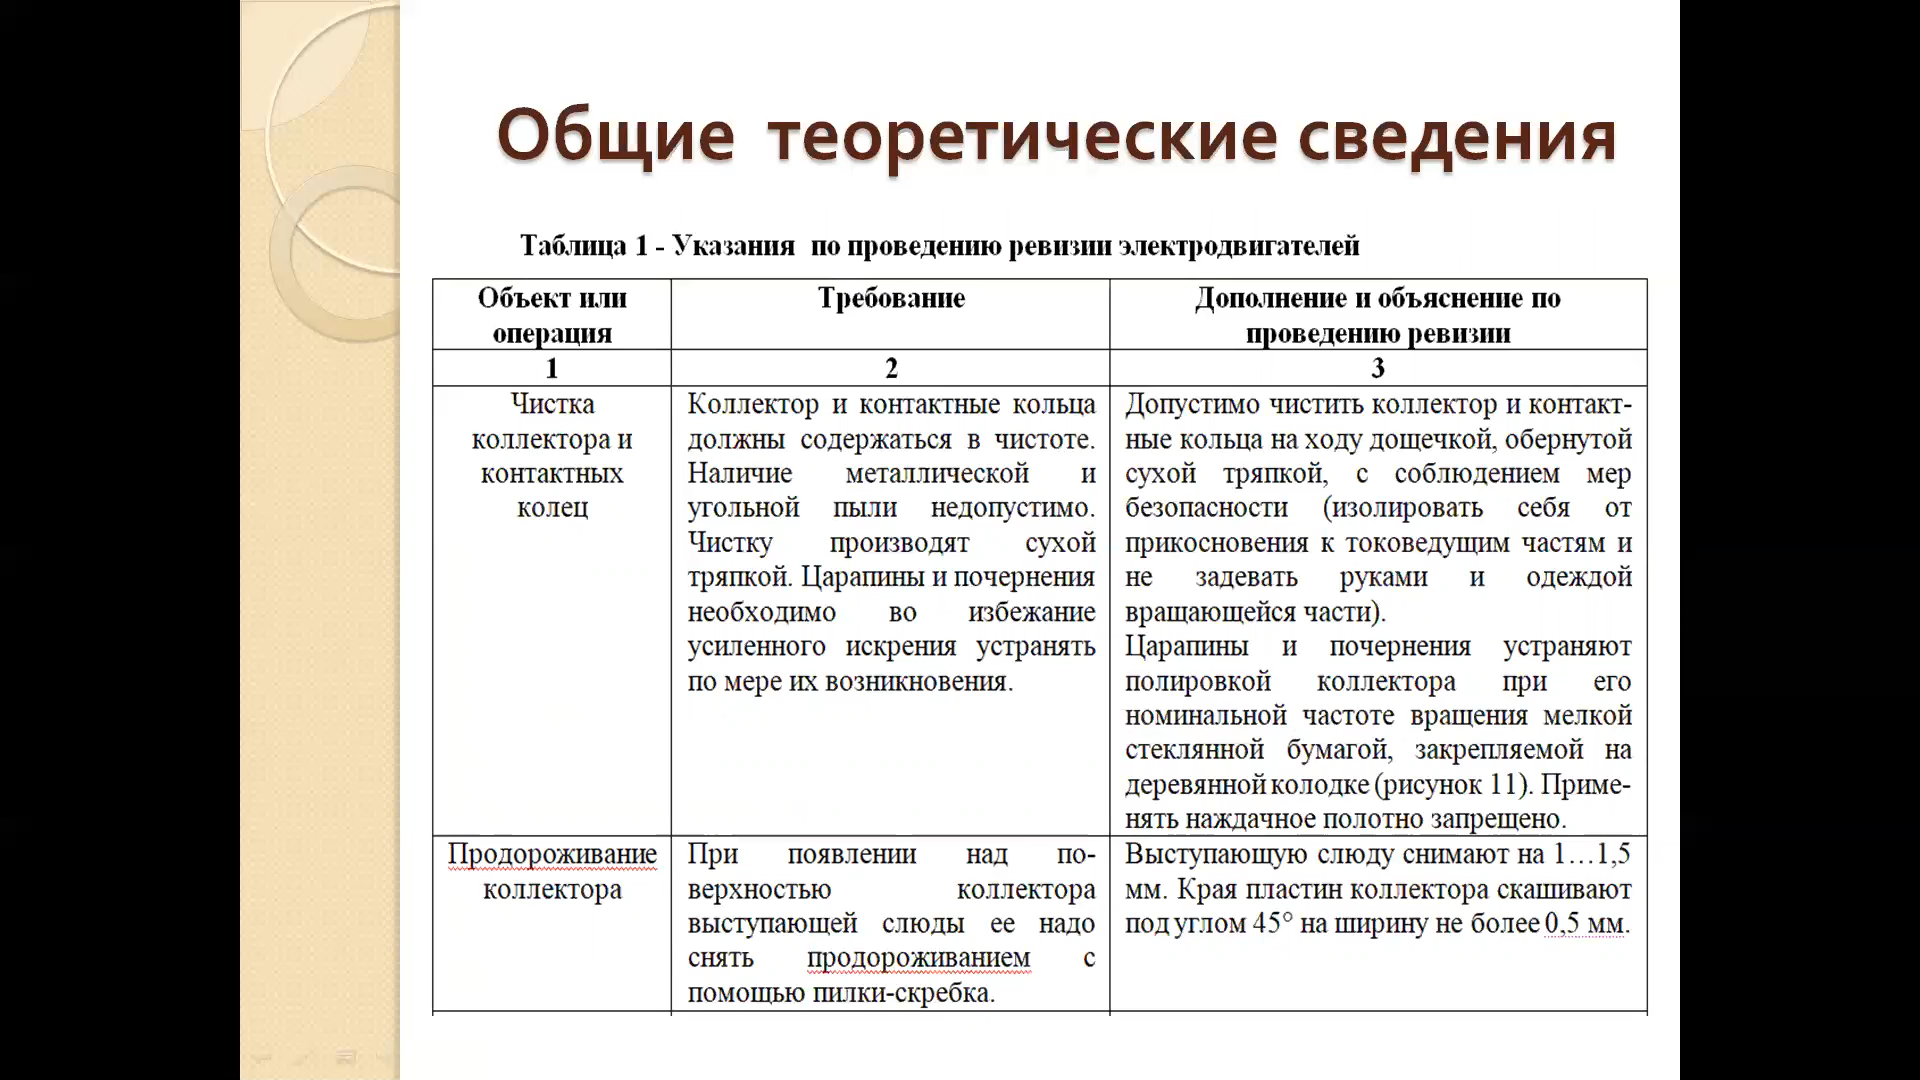 Общие теоретические сведения
Таблица 1 - Указания по проведению ревизии электродвигателей
Объект или
операция
Требование
Дополнение и объяснение по
проведению ревизии
1
2
3
Чистка
коллектора и
контактных
колец
Коллектор и контактные кольца
должны содержаться в чистоте.
Наличие металлической и
угольной пыли недопустимо.
Чистку производят сухой
тряпкой. Царапины и почернения
необходимо во избежание
усиленного искрения устранять
по мере их возникновения.
Допустимо чистить коллектор и контакт-
ные кольца на ходу дощечкой, обернутой
сухой тряпкой, с соблюдением мер
безопасности (изолировать себя от
прикосновения к токоведущим частям и
не задевать руками и одеждой
вращающейся части).
Царапины и почернения устраняют
полировкой коллектора при его
номинальной частоте вращения мелкой
стеклянной бумагой, закрепляемой на
деревянной колодке (рисунок 11). Приме-
нять наждачное полотно запрещено.
Продороживание
коллектора
При появлении над по-
верхностью коллектора
выступающей слюды ее надо
снять продороживанием с
помощью пилки-скребка.
Выступающую слюду снимают на 1…1,5
мм. Края пластин коллектора скашивают
под углом 45° на ширину не более 0,5 мм.